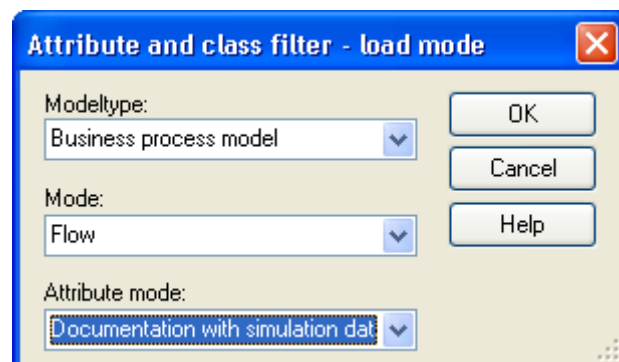 Attribute and class filter - load mode
Modeltype:
OK
Business process model
Cancel
Mode:
Flow
Help
Attribute mode:
Documentation with simulation dat